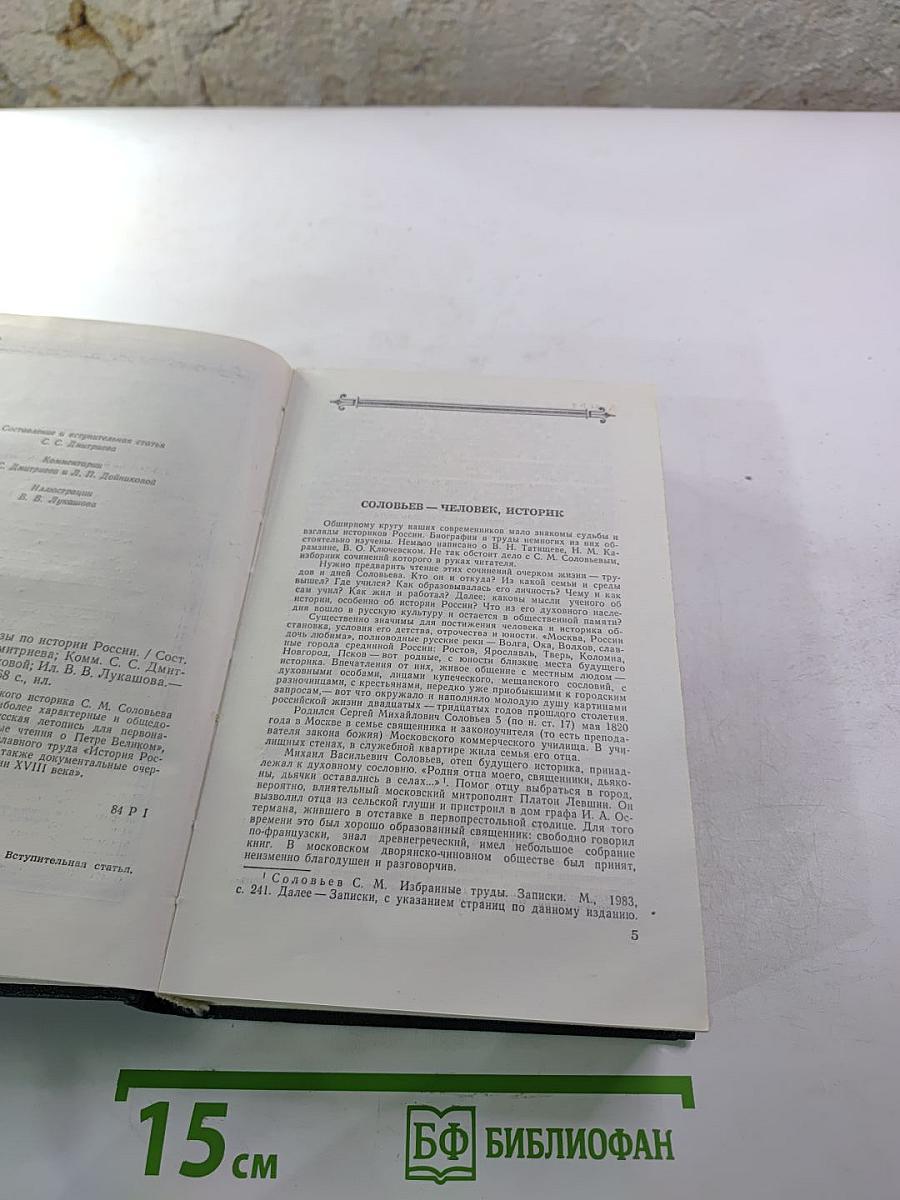 Составление и вступительная статья
С. С. Дмитриева
Комментарии
С. Дмитриева и Л. П. Дойниковой
Иллюстрации
В. В. Лукашова
зы по истории России. / Сост.
митриева; Комм. С. С. Дмит-
овой; Ил. В. В. Лукашова.—
68 с., ил.
кого историка С. М. Соловьева
иболее характерные и общедо-
усская летопись для первона-
ные чтения о Петре Великом»,
лавного труда «История Рос-
также документальные очер-
ии XVIII века».
84 Р 1
Вступительная статья.
СОЛОВЬЕВ — ЧЕЛОВЕК, ИСТОРИК
Обширному кругу наших современников мало знакомы судьбы и
взгляды историков России. Биографии и труды немногих из них об-
стоятельно изучены. Немало написано о В. Н. Татищеве, Н. М. Ка-
рамзине, В. О. Ключевском. Не так обстоит дело с С. М. Соловьевым,
изборник сочинений которого в руках читателя.
Нужно предварить чтение этих сочинений очерком жизни — тру-
дов и дней Соловьева. Кто он и откуда? Из какой семьи и среды
вышел? Где учился? Как образовывалась его личность? Чему и как
сам учил? Как жил и работал? Далее: каковы мысли ученого об
истории, особенно об истории России? Что из его духовного насле-
дия вошло в русскую культуру и остается в общественной памяти?
Существенно значимы для постижения человека и историка об-
становка, условия его детства, отрочества и юности. «Москва, России
дочь любима», полноводные русские реки — Волга, Ока, Волхов, слав-
ные города срединной России: Ростов, Ярославль, Тверь, Коломна,
Новгород, Псков — вот родные, с юности близкие места будущего
историка. Впечатления от них, живое общение с местным людом —
духовными особами, лицами купеческого, мещанского сословий, с
разночинцами, с крестьянами, нередко уже приобыкшими к городским
запросам,— вот что окружало и наполняло молодую душу картинами
российской жизни двадцатых — тридцатых годов прошлого столетия.
Родился Сергей Михайлович Соловьев 5 (по н. ст. 17) мая 1820
года в Москве в семье священника и законоучителя (то есть препода-
вателя закона божия) Московского коммерческого училища. В учи-
лищных стенах, в служебной квартире жила семья его отца.
Михаил Васильевич Соловьев, отец будущего историка, принад-
лежал к духовному сословию. «Родня отца моего, священники, дьяко-
ны, дьячки оставались в селах...» ¹. Помог отцу выбраться в город,
вероятно, влиятельный московский митрополит Платон Левшин. Он
вызволил отца из сельской глуши и пристроил в дом графа И. А. Ос-
термана, жившего в отставке в первопрестольной столице. Для того
времени это был хорошо образованный священник: свободно говорил
по-французски, знал древнегреческий, имел небольшое собрание
книг. В московском дворянско-чиновном обществе был принят,
неизменно благодушен и разговорчив.
¹ Соловьев С. М. Избранные труды. Записки. М., 1983,
с. 241. Далее — Записки, с указанием страниц по данному изданию.
5
15 см
БФ БИБЛИОФАН